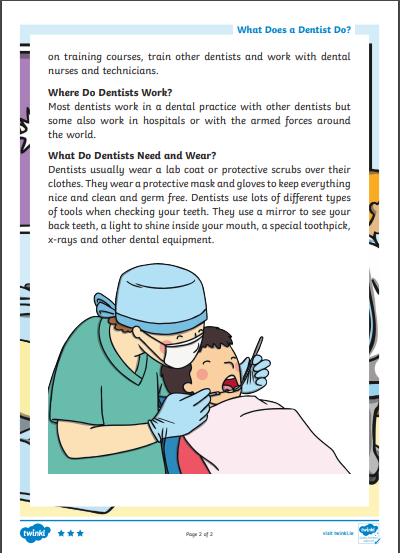 What Does a Dentist Do?
on training courses, train other dentists and work with dental
nurses and technicians.
Where Do Dentists Work?
Most dentists work in a dental practice with other dentists but
some also work in hospitals or with the armed forces around
the world.
What Do Dentists Need and Wear?
Dentists usually wear a lab coat or protective scrubs over their
clothes. They wear a protective mask and gloves to keep everything
nice and clean and germ free. Dentists use lots of different types
of tools when checking your teeth. They use a mirror to see your
back teeth, a light to shine inside your mouth, a special toothpick,
x-rays and other dental equipment.
twinkl
Page 2 of 2
visit twinkl.ie
twinkl